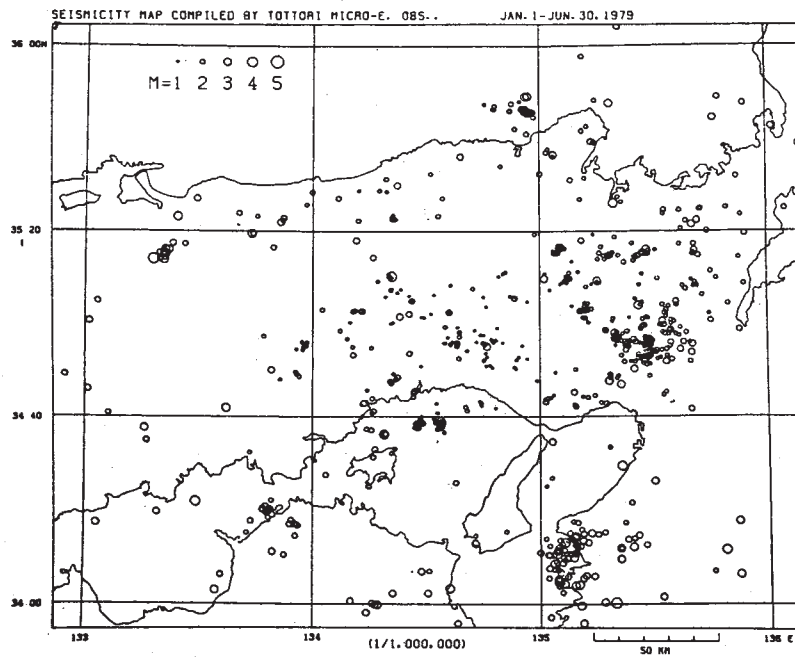 SEISMICITY MAP COMPILED BY TOTTORI MICRO-E. OBS.. JAN.1-JUN.30.1979
36 00N
M=1 2 3 4 5
35 20
34 40
34 00
133 134 135 136 E
(1/1.000.000)
50 KM